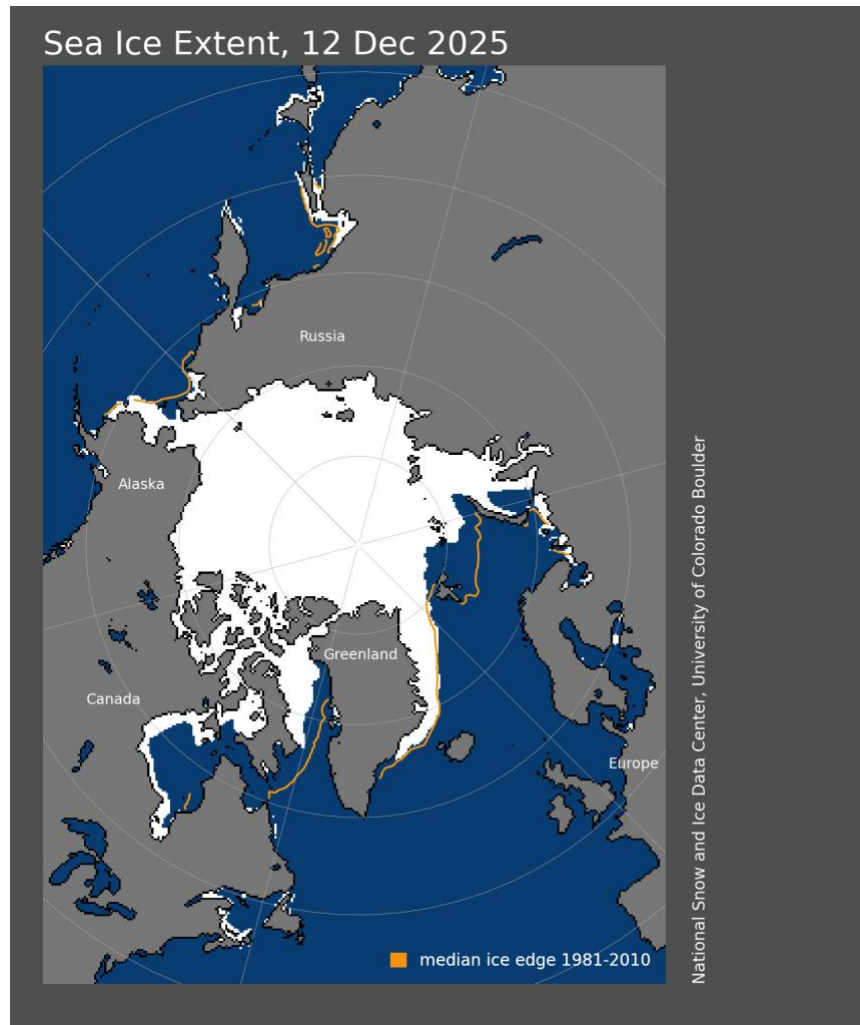 Sea Ice Extent, 12 Dec 2025
Russia
Alaska
Greenland
Canada
Europe
median ice edge 1981-2010
National Snow and Ice Data Center, University of Colorado Boulder